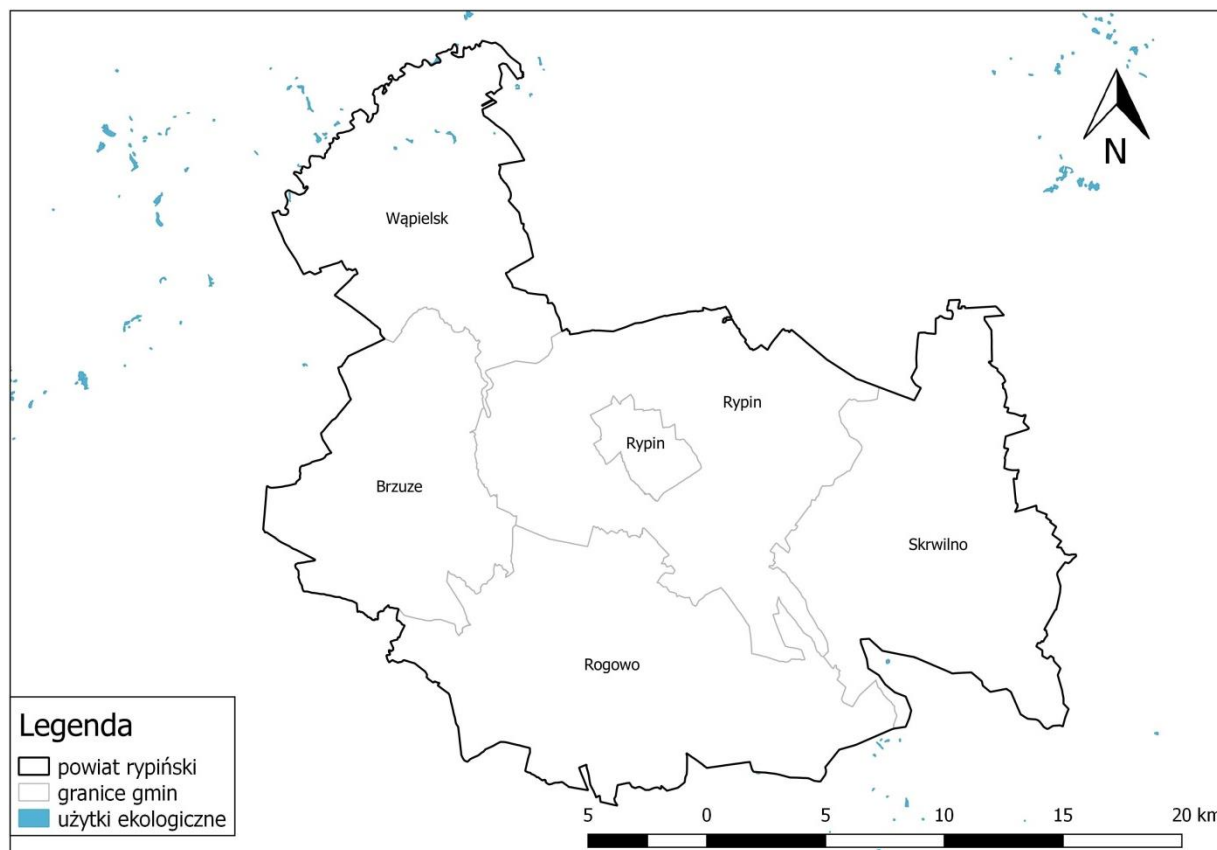 N
Wąpielsk
Rypin
Rypin
Brzuze
Skrwilno
Rogowo
Legenda
powiat rypiński
granice gmin
użytki ekologiczne
5 0 5 10 15 20 km